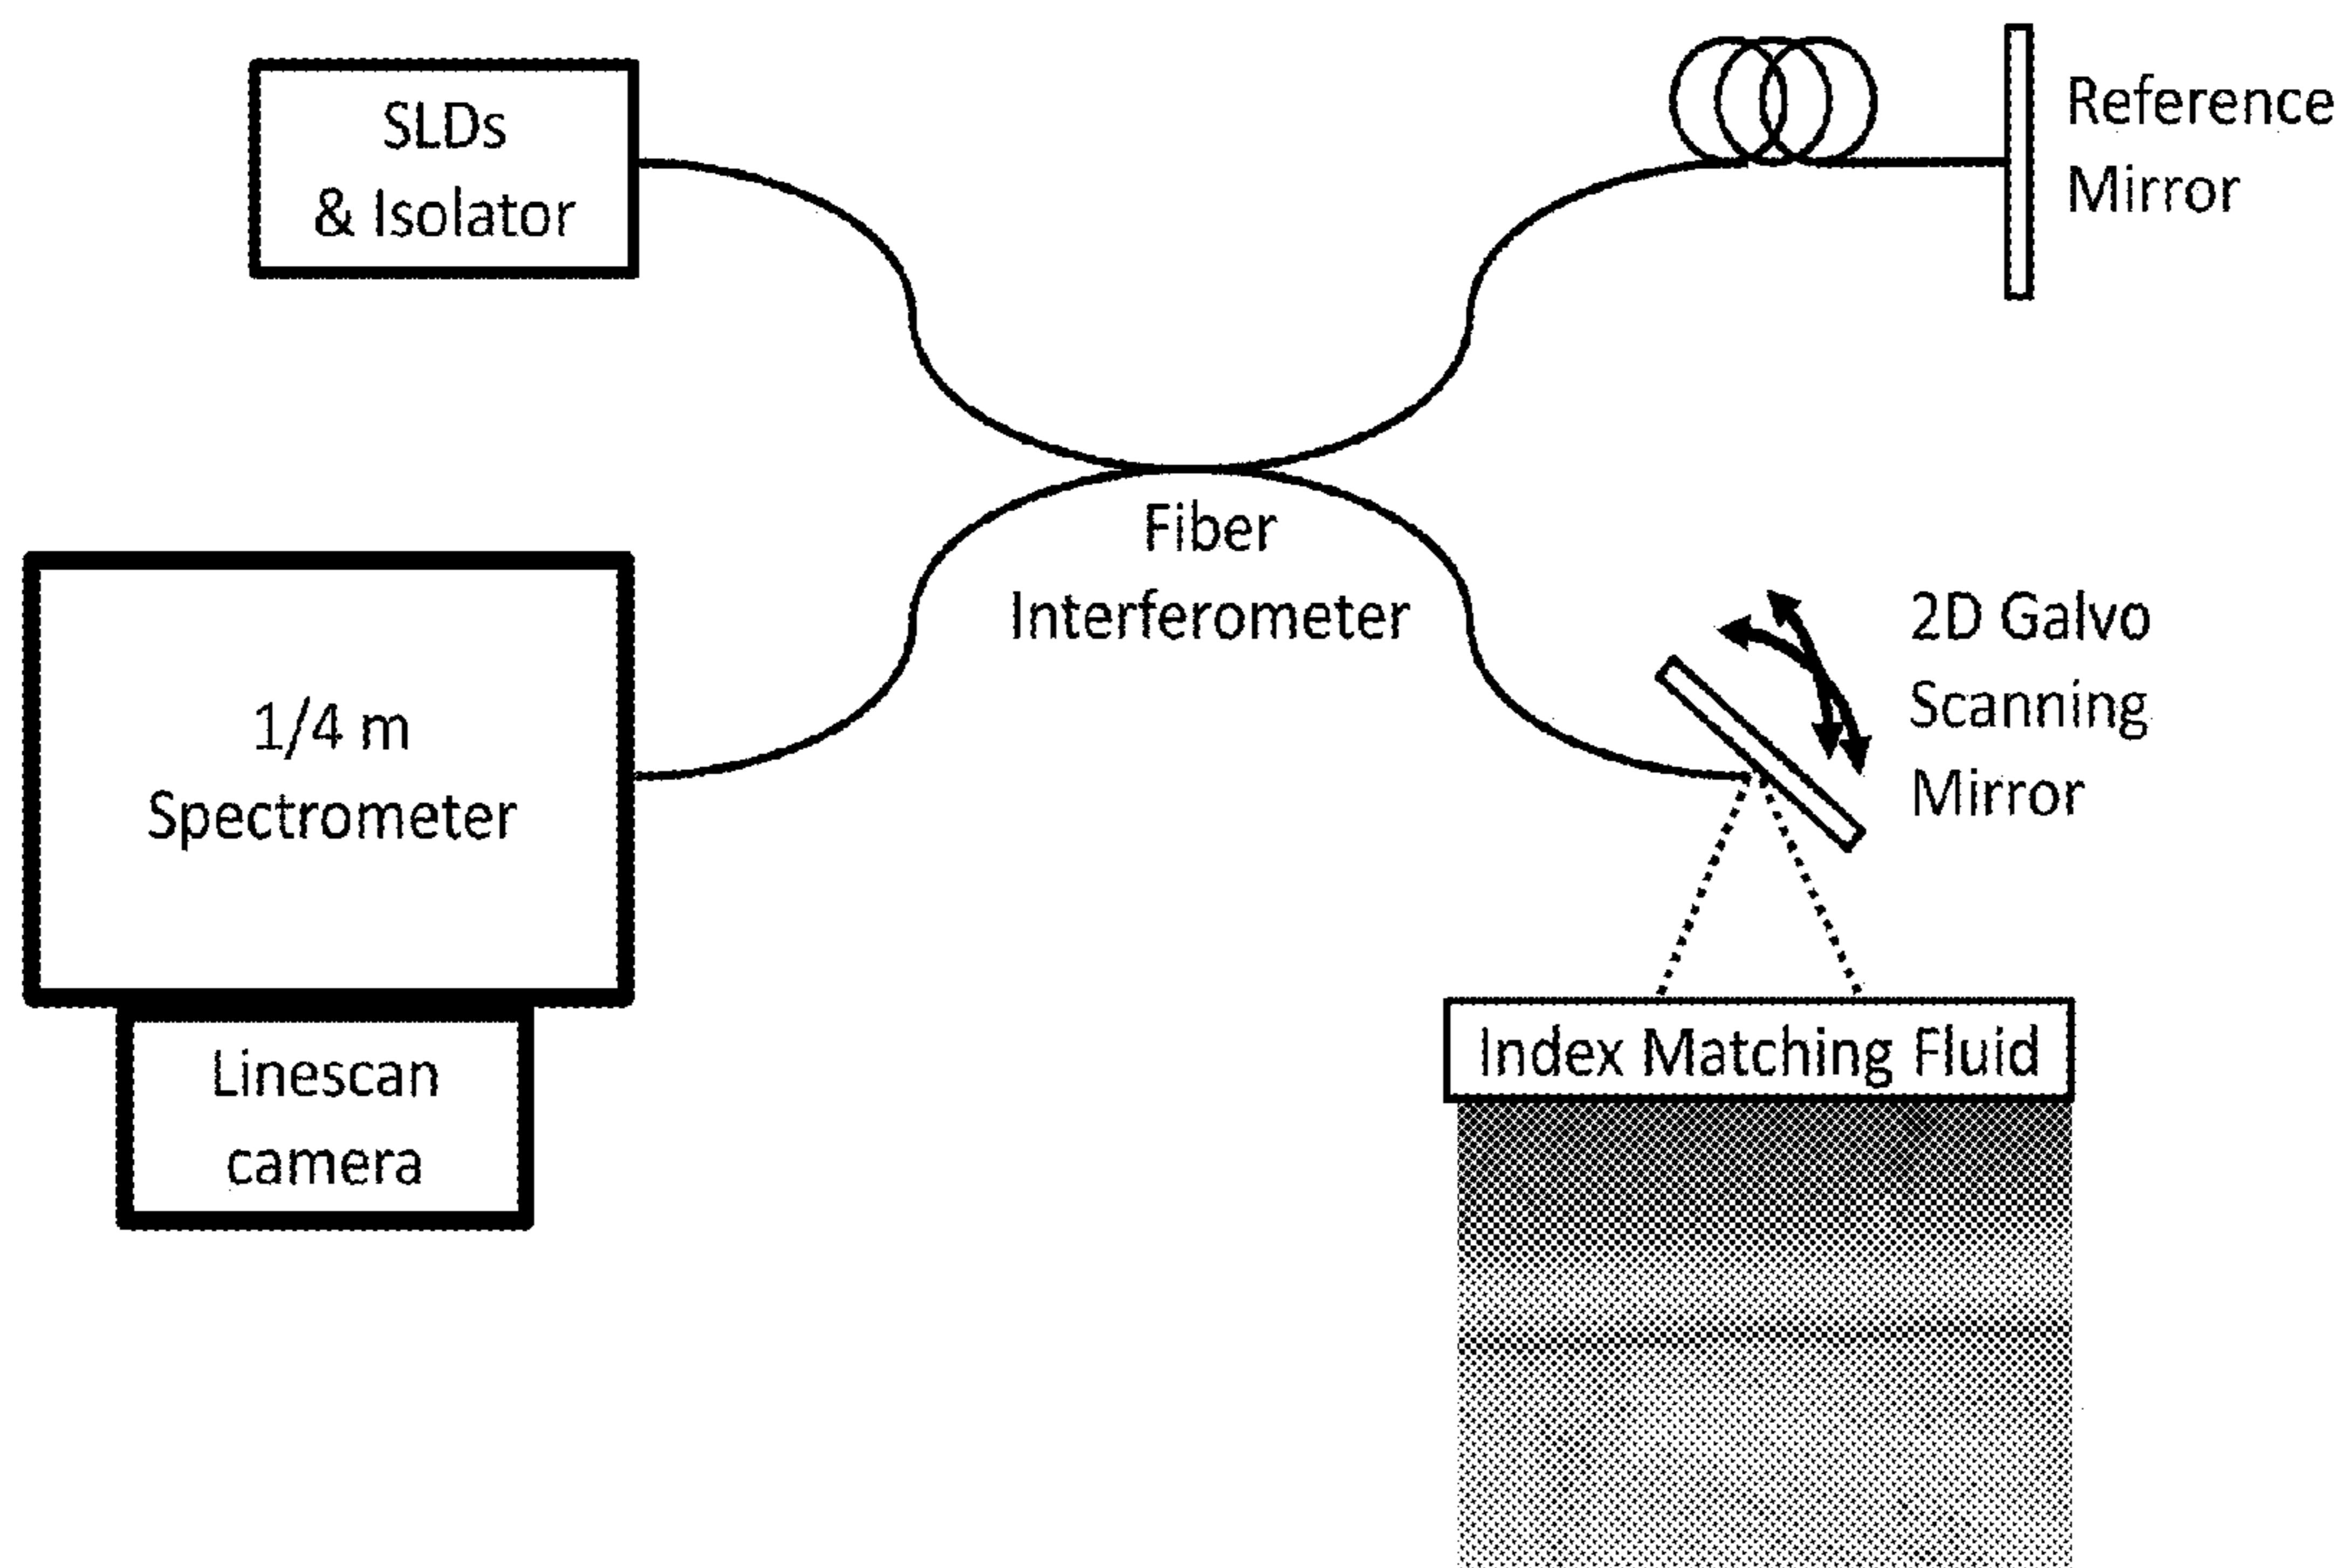 SLDs
& Isolator
Reference
Mirror
Fiber
Interferometer
2D Galvo
Scanning
Mirror
1/4 m
Spectrometer
Linescan
camera
Index Matching Fluid